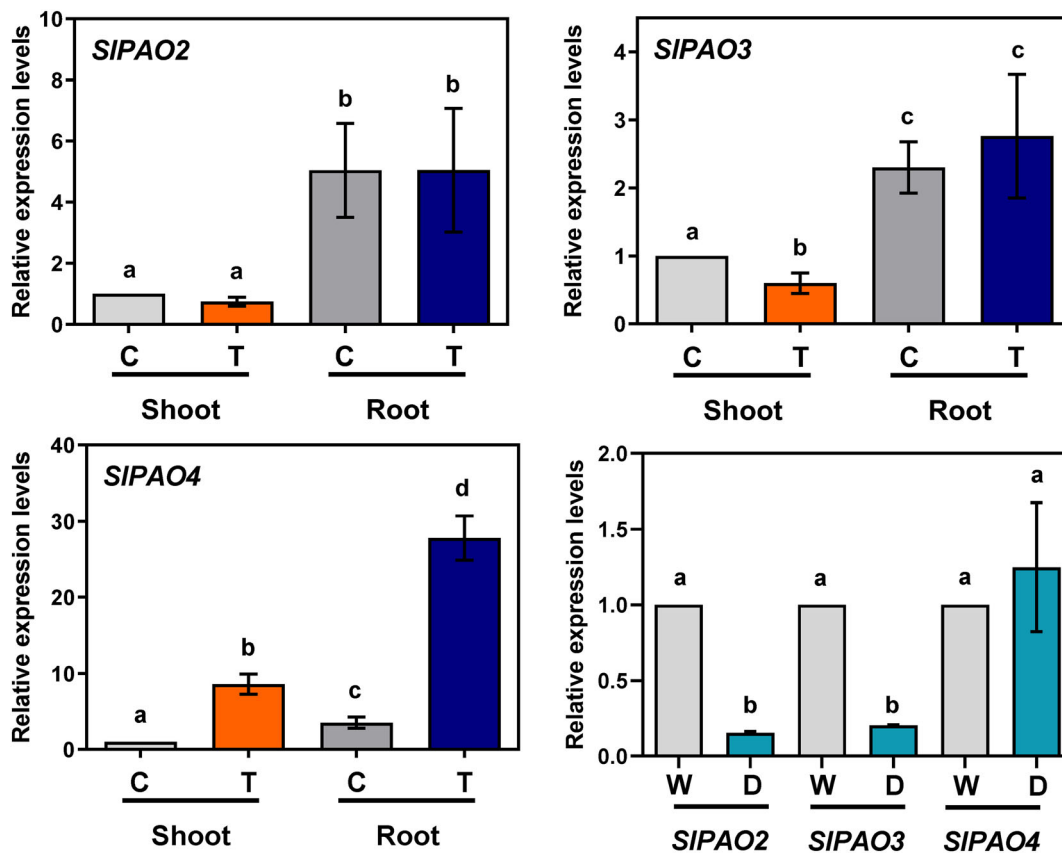 Relative expression levels
SlPAO2
10
8
6
4
2
0
a
a
b
b
C
T
C
T
Shoot
Root
Relative expression levels
SlPAO3
4
3
2
1
0
a
b
c
c
C
T
C
T
Shoot
Root
Relative expression levels
SlPAO4
40
30
20
10
0
a
b
c
d
C
T
C
T
Shoot
Root
Relative expression levels
2.0
1.5
1.0
0.5
0.0
a
b
a
b
a
a
W
D
W
D
W
D
SlPAO2
SlPAO3
SlPAO4